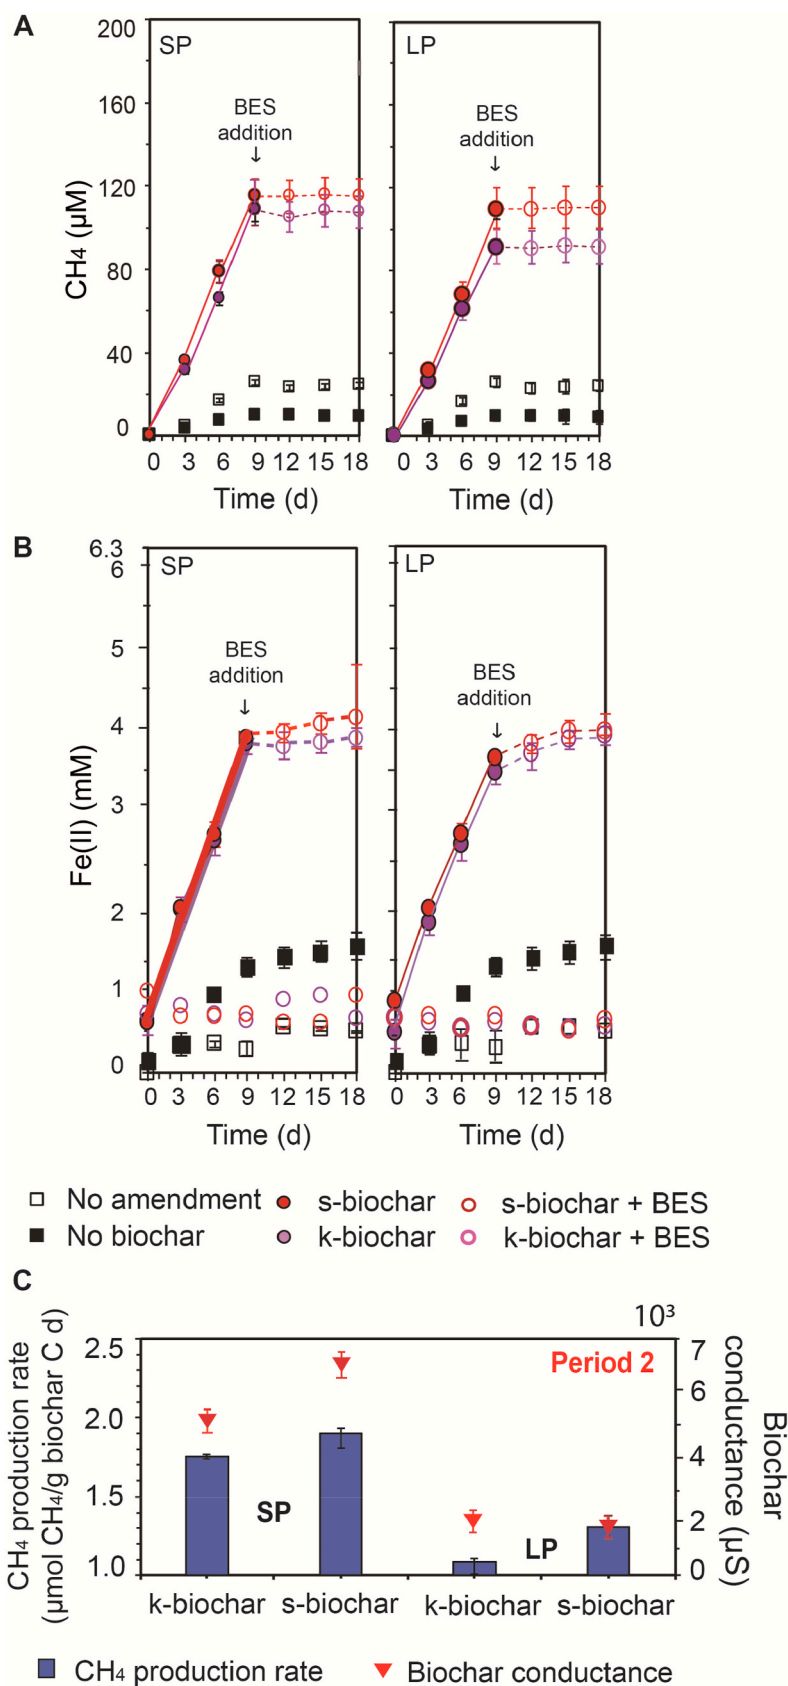 A
SP
LP
200
160
120
80
40
0
CH₄ (µM)
BES
addition
↓
BES
addition
↓
0 3 6 9 12 15 18
0 3 6 9 12 15 18
Time (d)
Time (d)
B
SP
LP
6.3
6
5
4
3
2
1
0
Fe(II) (mM)
BES
addition
↓
BES
addition
↓
0 3 6 9 12 15 18
0 3 6 9 12 15 18
Time (d)
Time (d)
No amendment
s-biochar
s-biochar + BES
No biochar
k-biochar
k-biochar + BES
C
10³
CH₄ production rate
(µmol CH₄/g biochar C d)
2.5
2.0
1.5
1.0
Period 2
SP
LP
7
6
4
2
0
Biochar
conductance (µS)
k-biochar s-biochar k-biochar s-biochar
CH₄ production rate
Biochar conductance